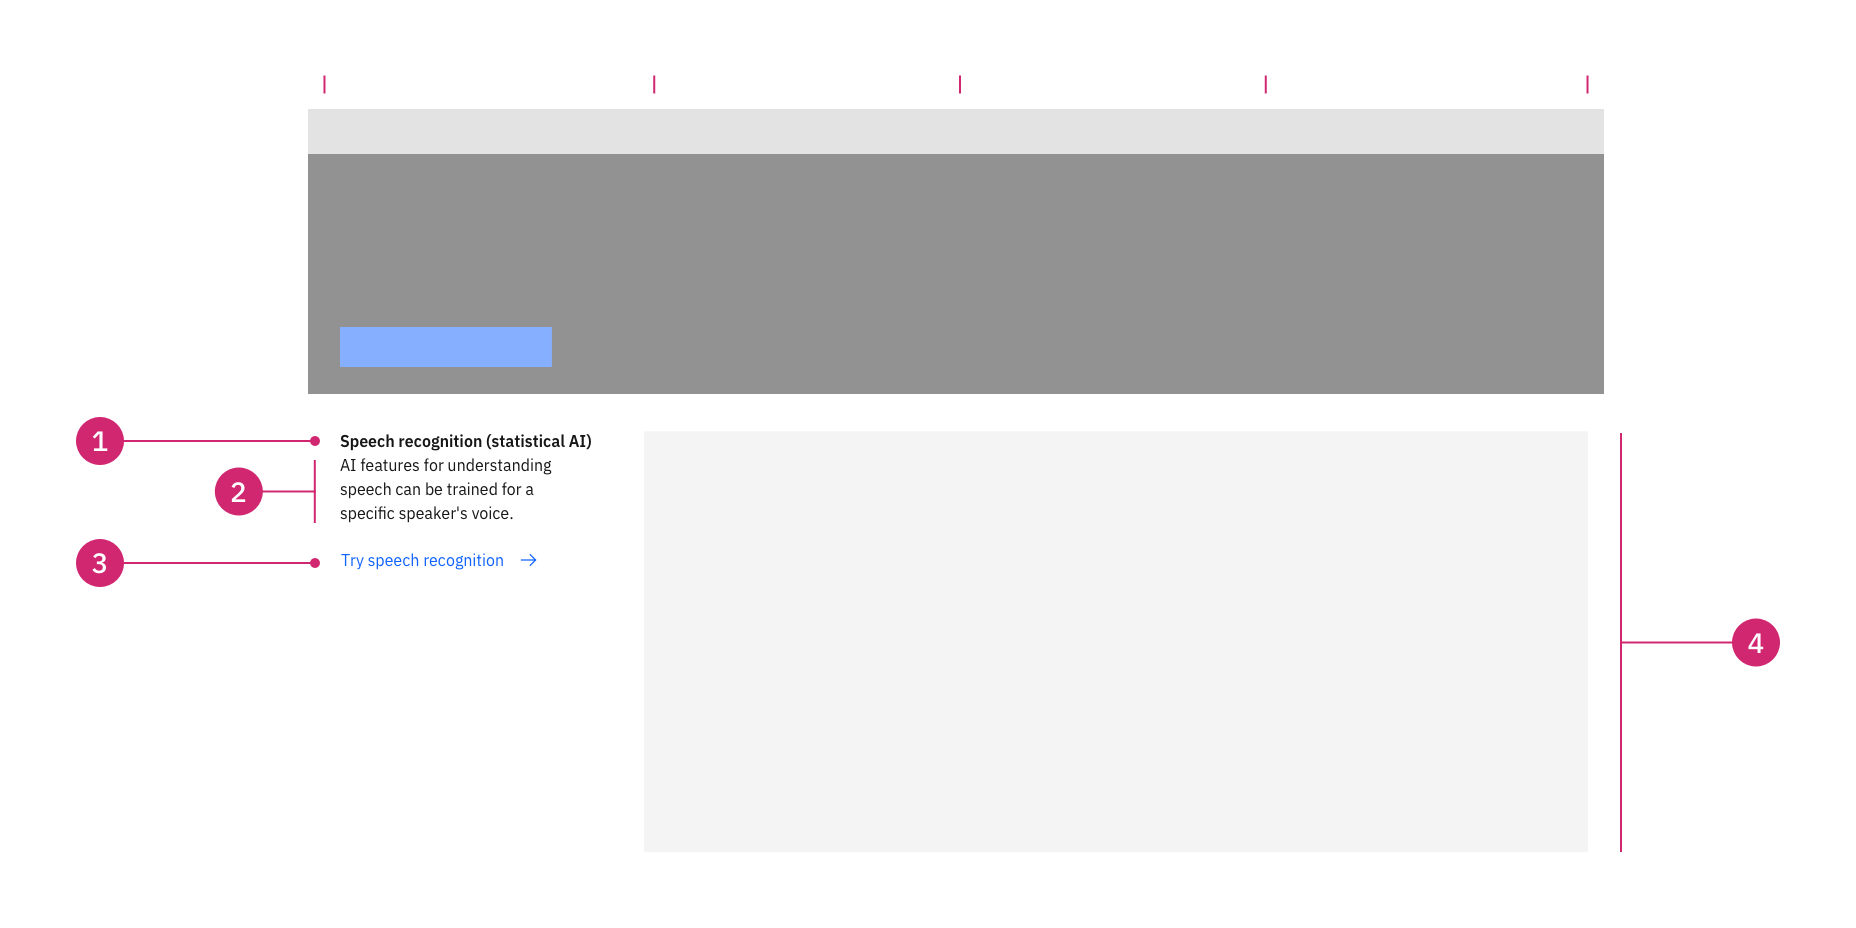 1
Speech recognition (statistical AI)
2
AI features for understanding
speech can be trained for a
specific speaker's voice.
3
Try speech recognition →
4